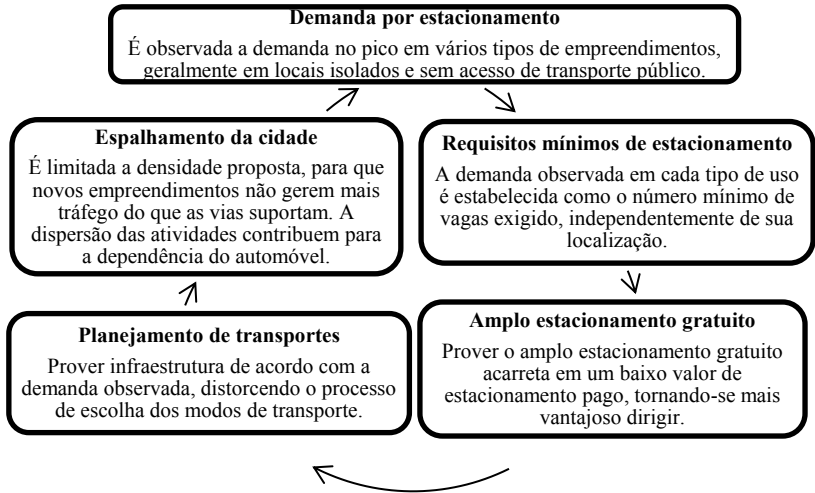 Demanda por estacionamento
É observada a demanda no pico em vários tipos de empreendimentos,
geralmente em locais isolados e sem acesso de transporte público.
Espalhamento da cidade
É limitada a densidade proposta, para que
novos empreendimentos não gerem mais
tráfego do que as vias suportam. A
dispersão das atividades contribuem para
a dependência do automóvel.
Requisitos mínimos de estacionamento
A demanda observada em cada tipo de uso
é estabelecida como o número mínimo de
vagas exigido, independentemente de sua
localização.
Planejamento de transportes
Prover infraestrutura de acordo com a
demanda observada, distorcendo o processo
de escolha dos modos de transporte.
Amplo estacionamento gratuito
Prover o amplo estacionamento gratuito
acarreta em um baixo valor de
estacionamento pago, tornando-se mais
vantajoso dirigir.